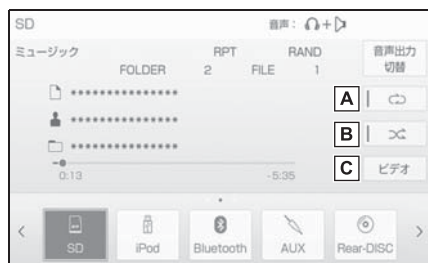 SD 音声：
ミュージック RPT RAND 音声出力
切替
FOLDER 2 FILE 1
***************
A
***************
B
***************
C ビデオ
0:13 -5:35
SD iPod Bluetooth AUX Rear-DISC